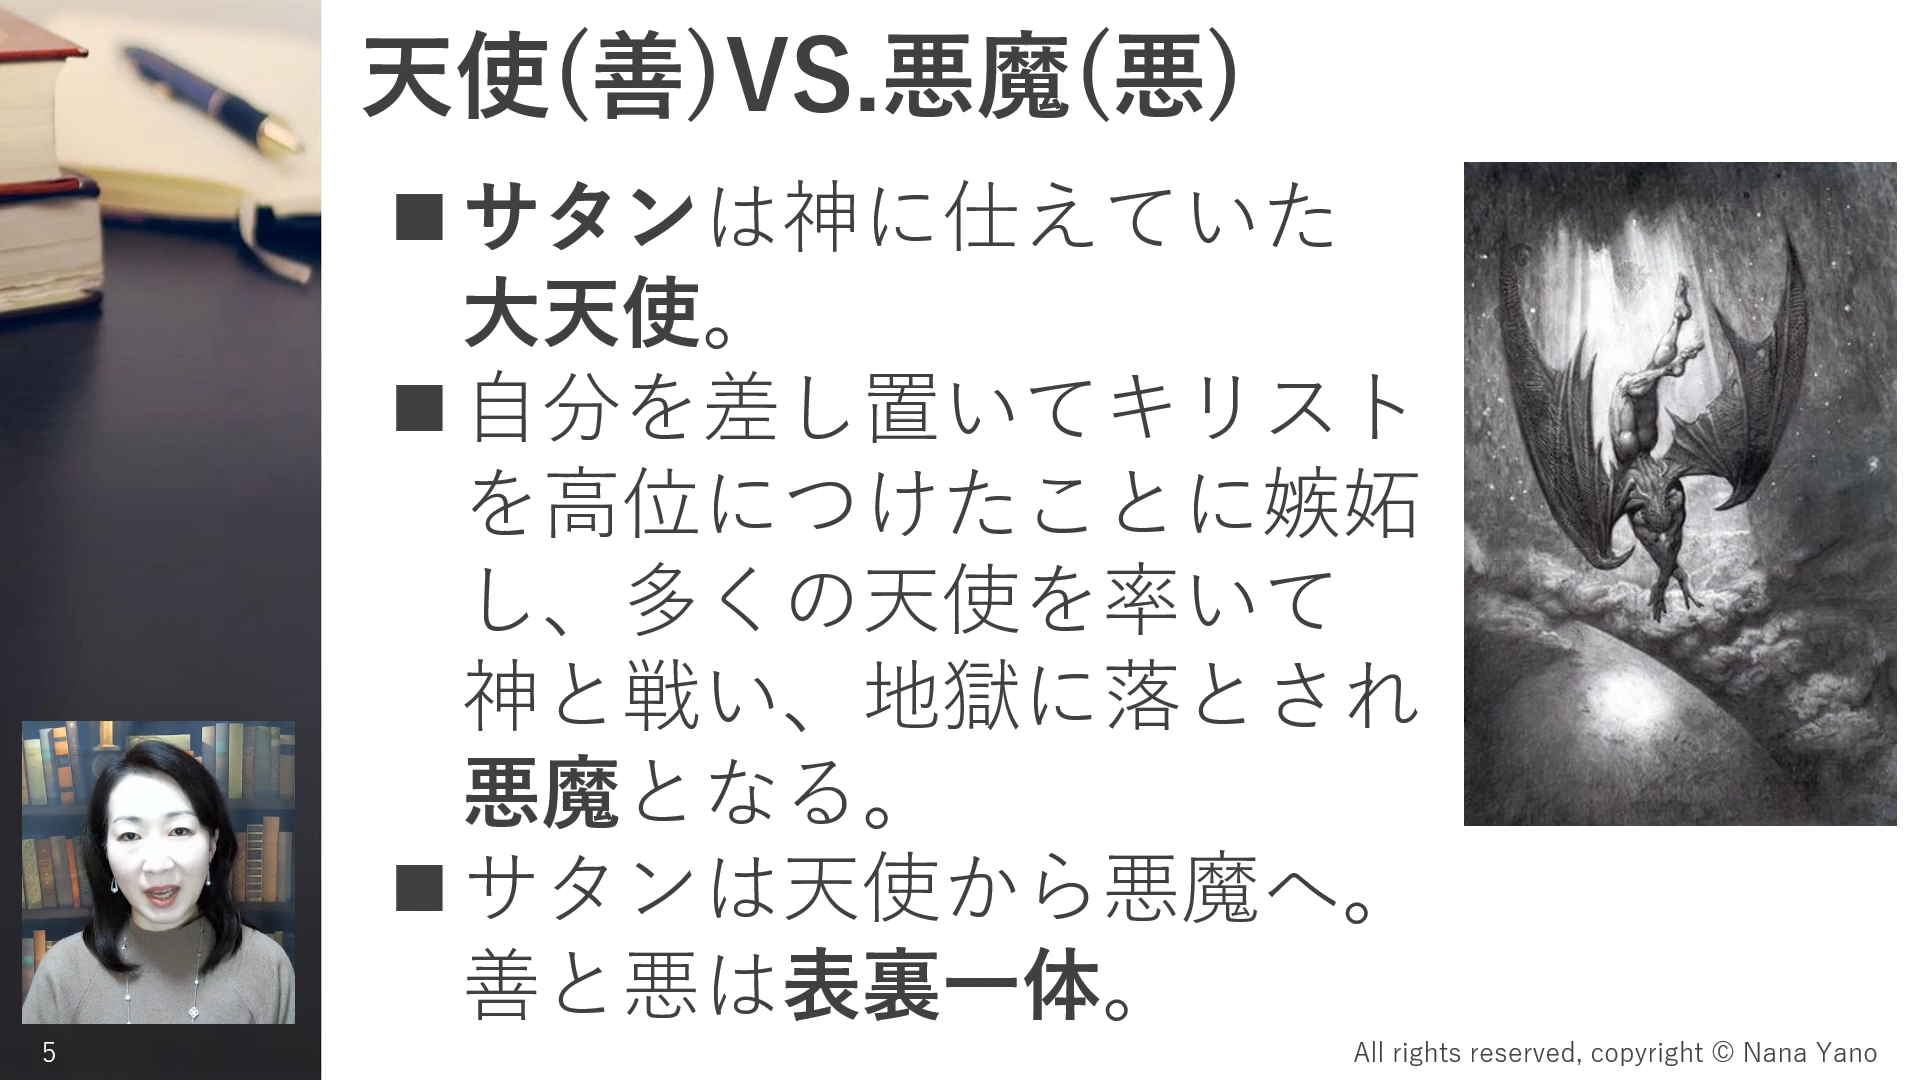 天使(善)VS.悪魔(悪)
■サタンは神に仕えていた
大天使。
■自分を差し置いてキリスト
を高位につけたことに嫉妬
し、多くの天使を率いて
神と戦い、地獄に落とされ
悪魔となる。
■サタンは天使から悪魔へ。
善と悪は表裏一体。
5
All rights reserved, copyright © Nana Yano